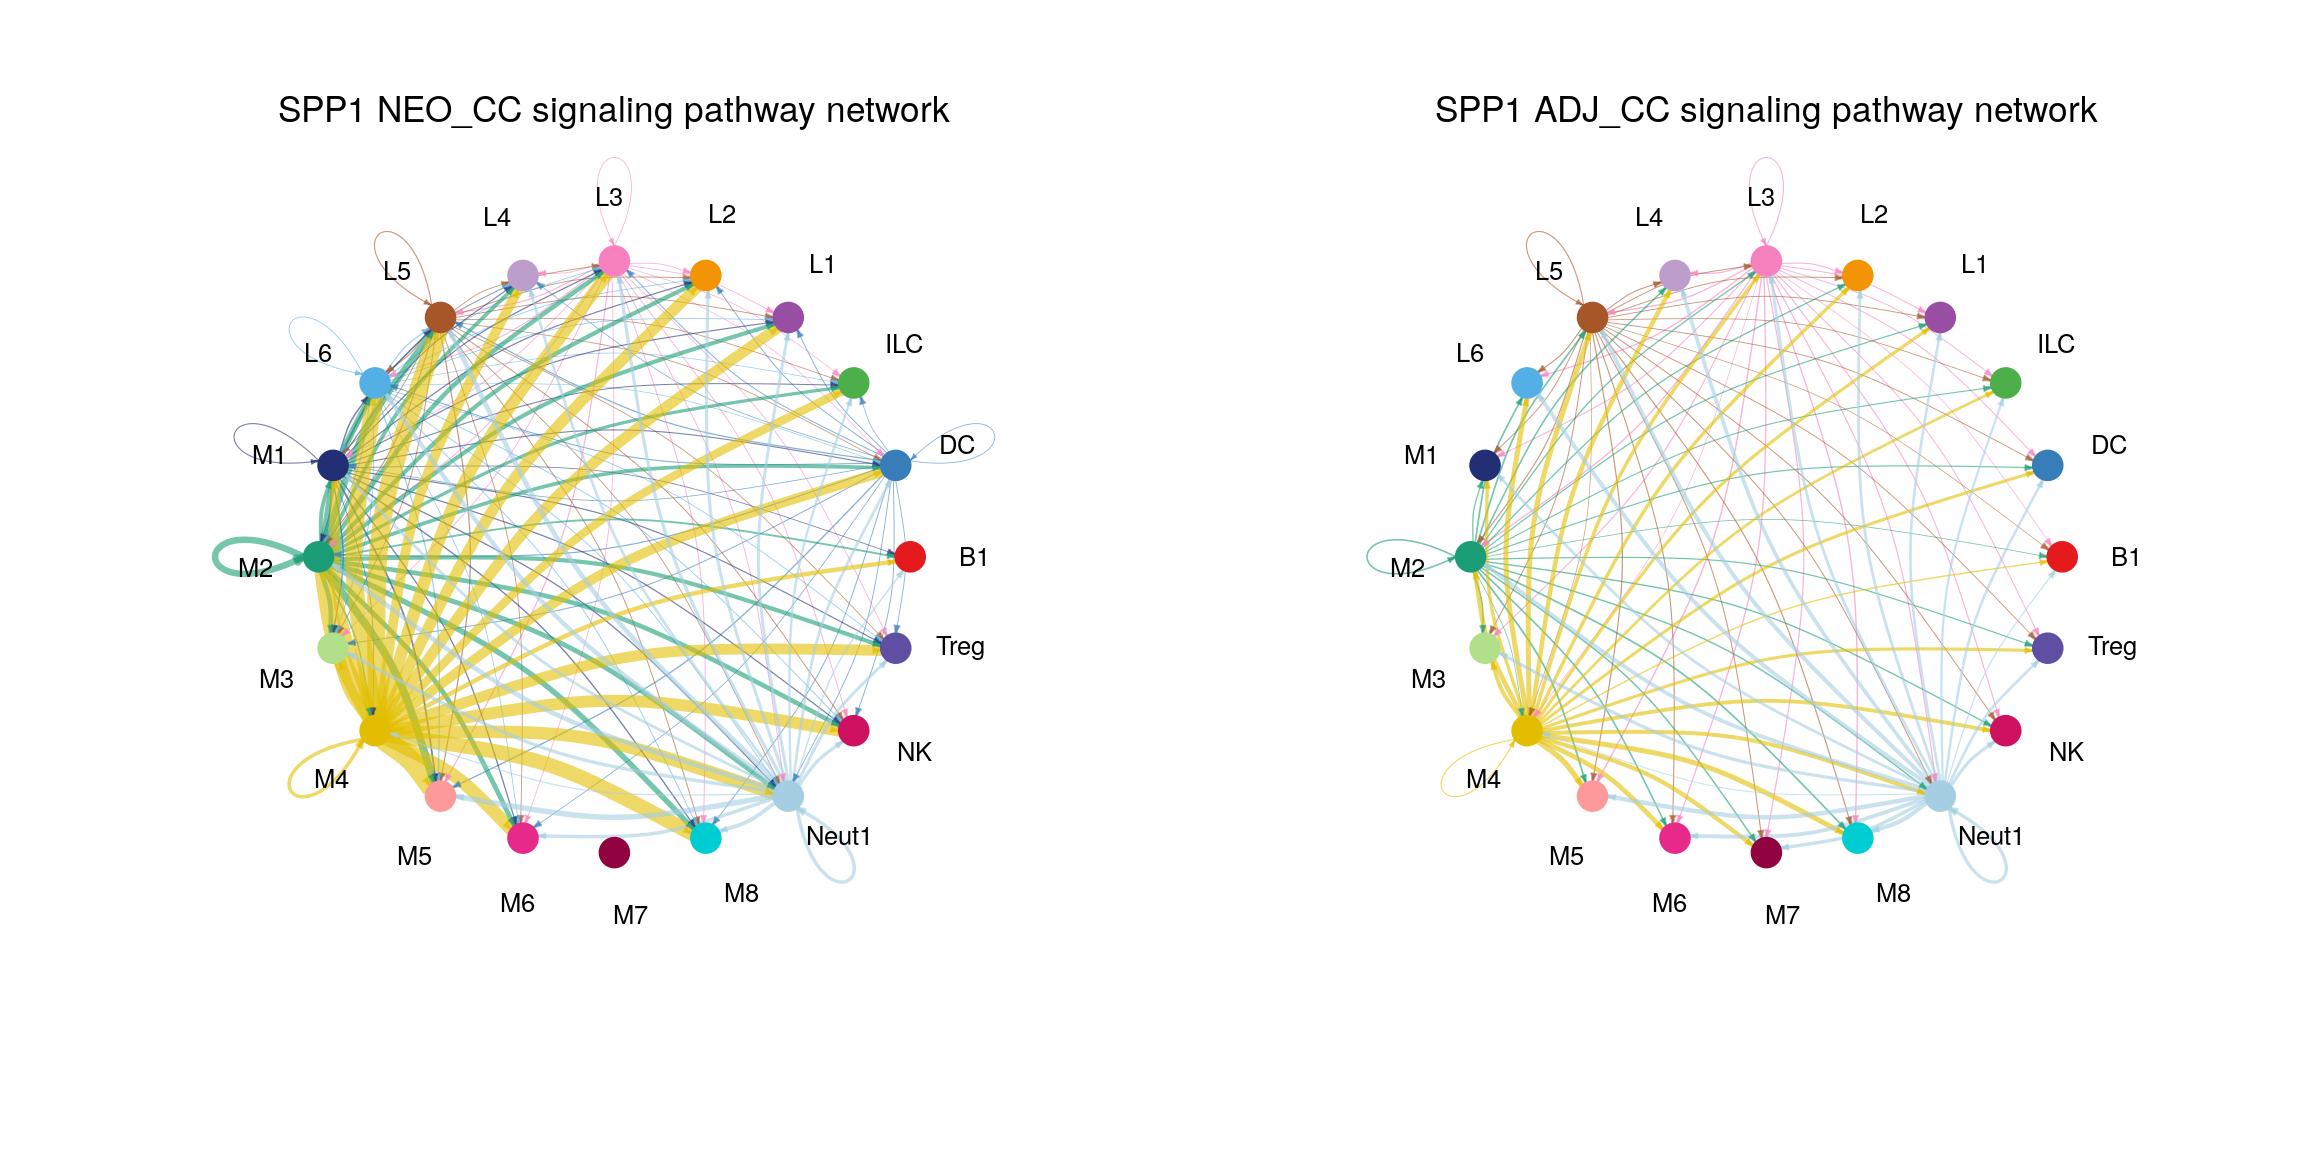 SPP1 NEO_CC signaling pathway network
L3
L4
L2
L5
L1
L6
ILC
M1
DC
M2
B1
M3
Treg
M4
NK
M5
Neut1
M6
M7
M8
SPP1 ADJ_CC signaling pathway network
L3
L4
L2
L5
L1
L6
ILC
M1
DC
M2
B1
M3
Treg
M4
NK
M5
Neut1
M6
M7
M8